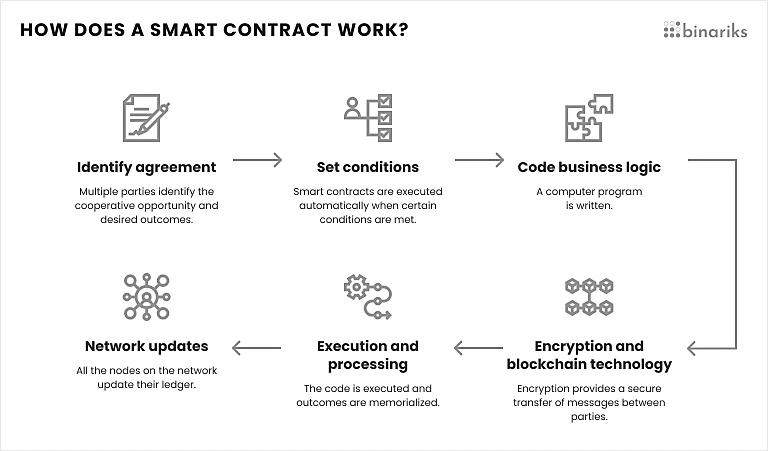 HOW DOES A SMART CONTRACT WORK?
binariks
Identify agreement
Multiple parties identify the
cooperative opportunity and
desired outcomes.
Set conditions
Smart contracts are executed
automatically when certain
conditions are met.
Code business logic
A computer program
is written.
Encryption and
blockchain technology
Encryption provides a secure
transfer of messages between
parties.
Execution and
processing
The code is executed and
outcomes are memorialized.
Network updates
All the nodes on the network
update their ledger.